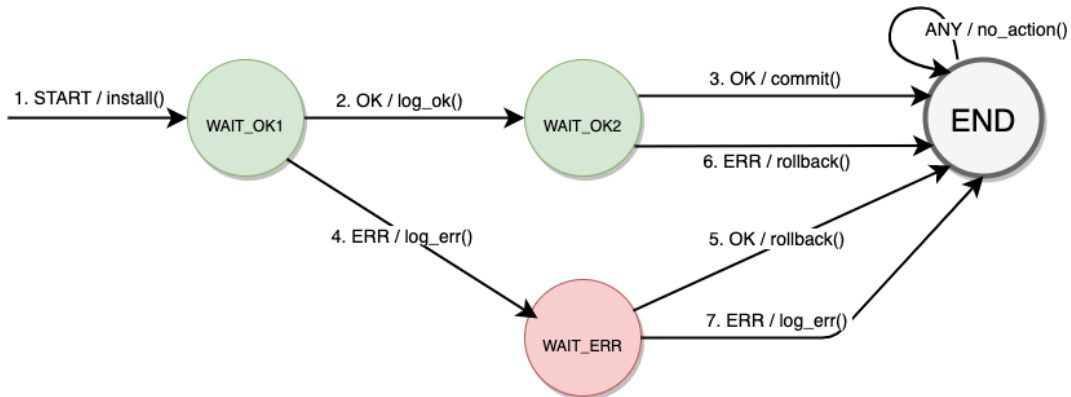 ANY / no_action()
1. START / install()
WAIT_OK1
2. OK / log_ok()
WAIT_OK2
3. OK / commit()
END
6. ERR / rollback()
4. ERR / log_err()
5. OK / rollback()
WAIT_ERR
7. ERR / log_err()